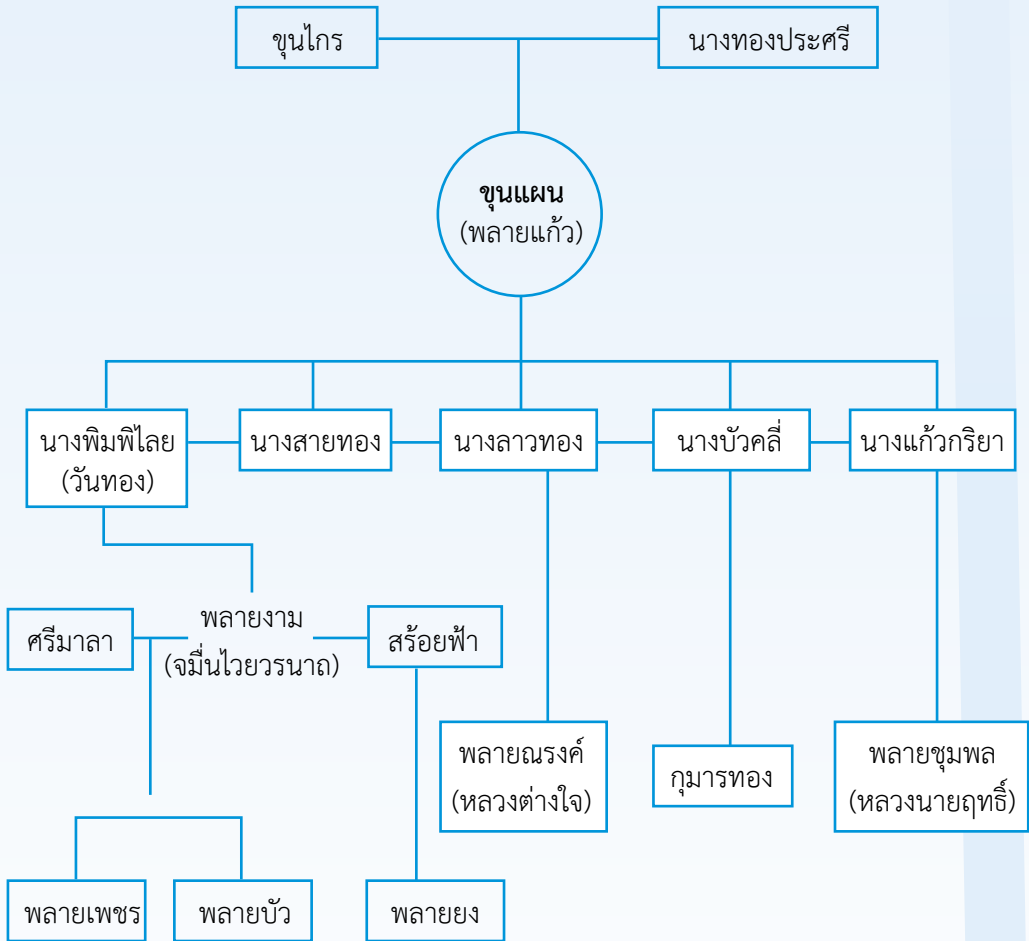 ขุนไกร
นางทองประศรี
ขุนแผน
(พลายแก้ว)
นางพิมพิไลย
(วันทอง)
นางสายทอง
นางลาวทอง
นางบัวคลี่
นางแก้วกริยา
ศรีมาลา
พลายงาม
(จมื่นไวยวรนาถ)
สร้อยฟ้า
พลายณรงค์
(หลวงต่างใจ)
กุมารทอง
พลายชุมพล
(หลวงนายฤทธิ์)
พลายเพชร
พลายบัว
พลายยง